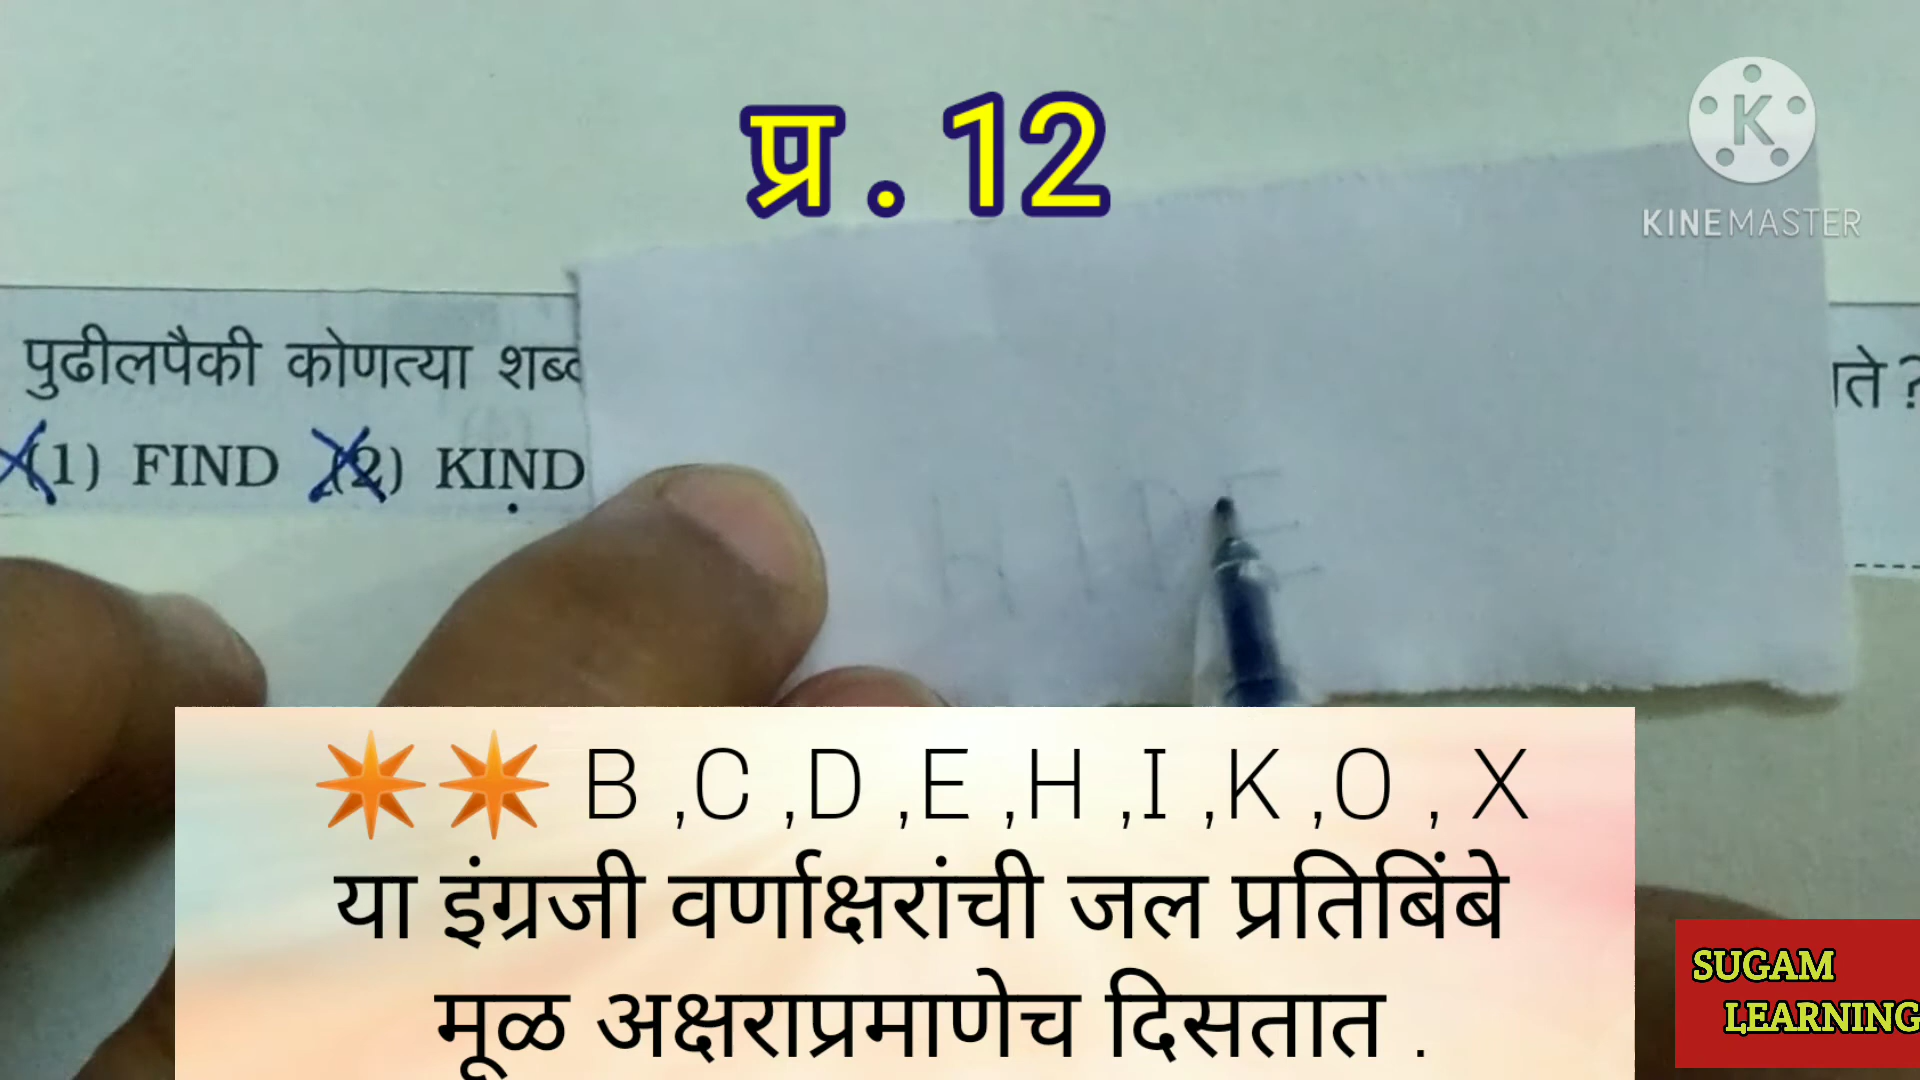 प्र.12
KINEMASTER
पुढीलपैकी कोणत्या
(1) FIND (2) KIND
HIDE
B ,C ,D ,E ,H ,I ,K ,O , X
या इंग्रजी वर्णाक्षरांची जल प्रतिबिंबे
मूळ अक्षराप्रमाणेच दिसतात .
SUGAM
LEARNING